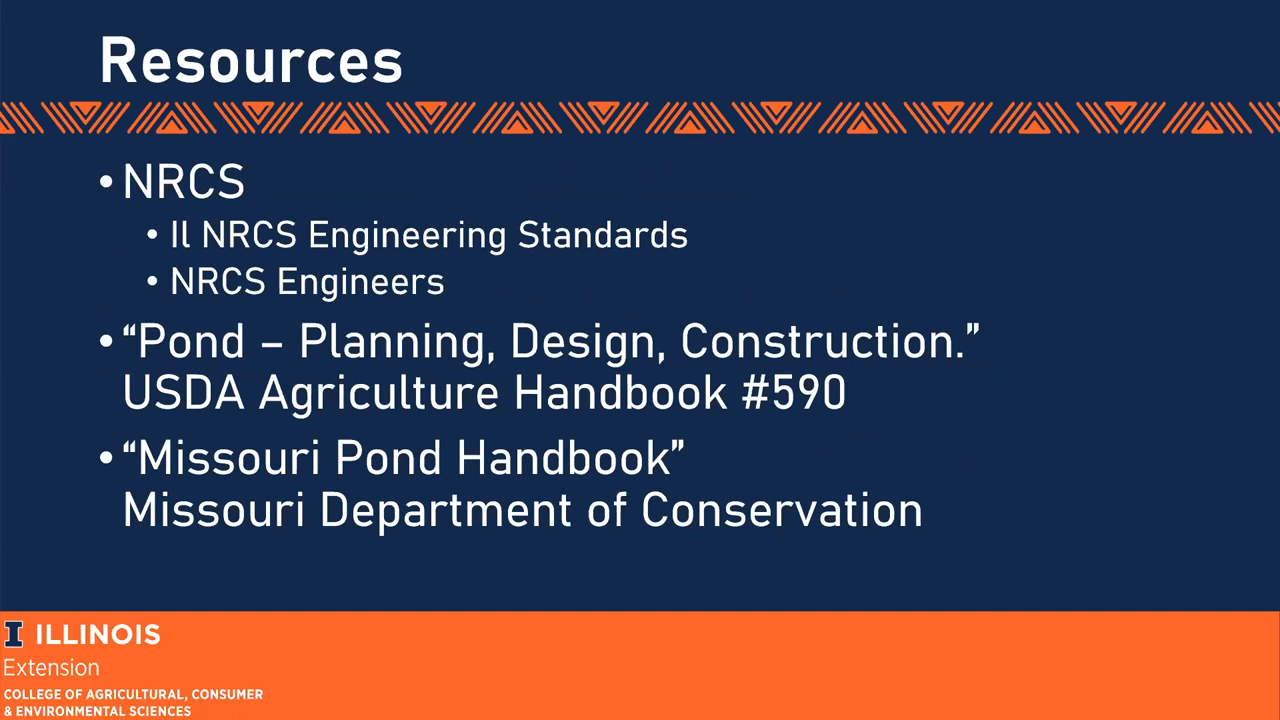 Resources
• NRCS
• Il NRCS Engineering Standards
• NRCS Engineers
• “Pond – Planning, Design, Construction.”
USDA Agriculture Handbook #590
• “Missouri Pond Handbook”
Missouri Department of Conservation
I ILLINOIS
Extension
COLLEGE OF AGRICULTURAL, CONSUMER
& ENVIRONMENTAL SCIENCES